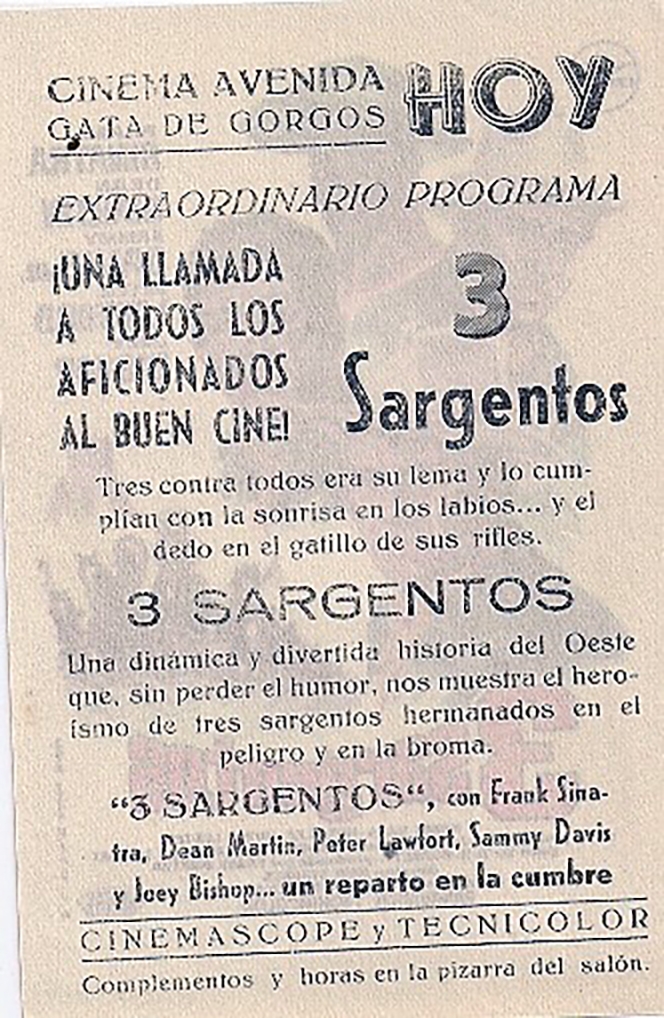 CINEMA AVENIDA
GATA DE GORGOS
HOY
EXTRAORDINARIO PROGRAMA
¡UNA LLAMADA
A TODOS LOS
AFICIONADOS
AL BUEN CINE!
3
Sargentos
Tres contra todos era su lema y lo cum-
plían con la sonrisa en los labios... y el
dedo en el gatillo de sus rifles.
3 SARGENTOS
Una dinámica y divertida historia del Oeste
que, sin perder el humor, nos muestra el hero-
ísmo de tres sargentos hermanados en el
peligro y en la broma.
“3 SARGENTOS“, con Frank Sina-
tra, Dean Martin, Peter Lawfort, Sammy Davis
y Joey Bishop... un reparto en la cumbre
CINEMASCOPE y TECNICOLOR
Complementos y horas en la pizarra del salón.